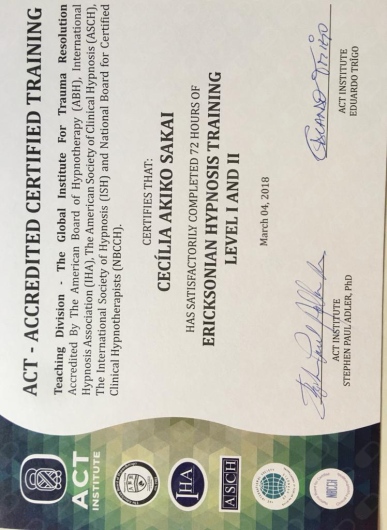 ACT - ACCREDITED CERTIFIED TRAINING
Teaching Division - The Global Institute For Trauma Resolution
Accredited By The American Board of Hypnotherapy (ABH), International
Hypnosis Association (IHA), The American Society of Clinical Hypnosis (ASCH),
The International Society of Hypnosis (ISH) and National Board for Certified
Clinical Hypnotherapists (NBCCH).
CERTIFIES THAT:
CECÍLIA AKIKO SAKAI
HAS SATISFACTORILY COMPLETED 72 HOURS OF
ERICKSONIAN HYPNOSIS TRAINING
LEVEL I AND II
March 04, 2018
ACT INSTITUTE
STEPHEN PAUL ADLER, PhD
ACT INSTITUTE
EDUARDO TRÍGO
ACT
INSTITUTE
IHA
ASCH
NBCCH